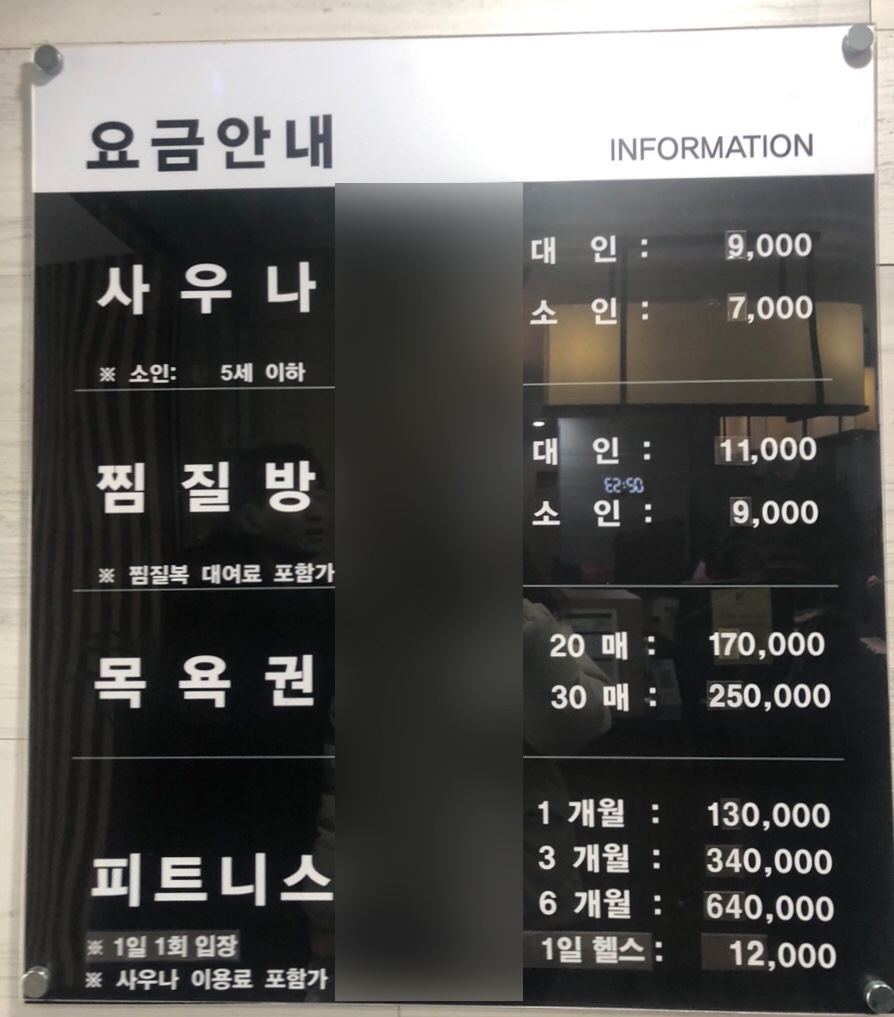 요금안내 INFORMATION
사우나 대 인 : 9,000
소 인 : 7,000
※ 소인: 5세 이하
찜질방 대 인 : 11,000
소 인 : 9,000
※ 찜질복 대여료 포함가
목욕권 20 매 : 170,000
30 매 : 250,000
피트니스 1 개월 : 130,000
3 개월 : 340,000
6 개월 : 640,000
※ 1일 1회 입장 1일 헬스 : 12,000
※ 사우나 이용료 포함가